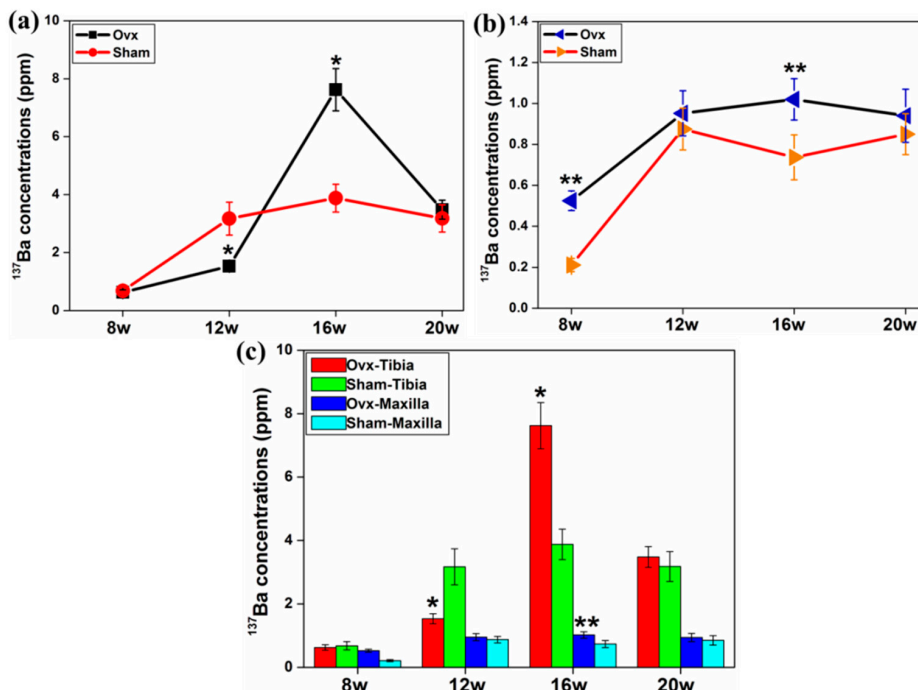 (a)
Ovx
Sham
*
*
10
8
6
4
2
0
137Ba concentrations (ppm)
8w 12w 16w 20w
(b)
Ovx
Sham
**
**
1.4
1.2
1.0
0.8
0.6
0.4
0.2
0.0
137Ba concentrations (ppm)
8w 12w 16w 20w
(c)
Ovx-Tibia
Sham-Tibia
Ovx-Maxilla
Sham-Maxilla
*
*
**
10
8
6
4
2
0
137Ba concentrations (ppm)
8w 12w 16w 20w